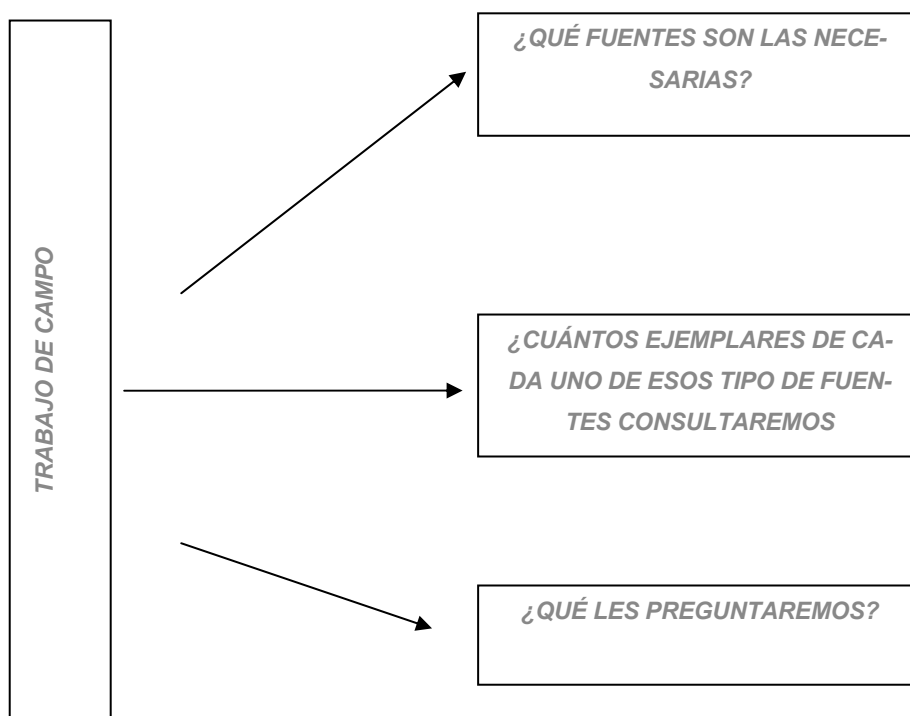 TRABAJO DE CAMPO
¿QUÉ FUENTES SON LAS NECE-
SARIAS?
¿CUÁNTOS EJEMPLARES DE CA-
DA UNO DE ESOS TIPO DE FUEN-
TES CONSULTAREMOS
¿QUÉ LES PREGUNTAREMOS?